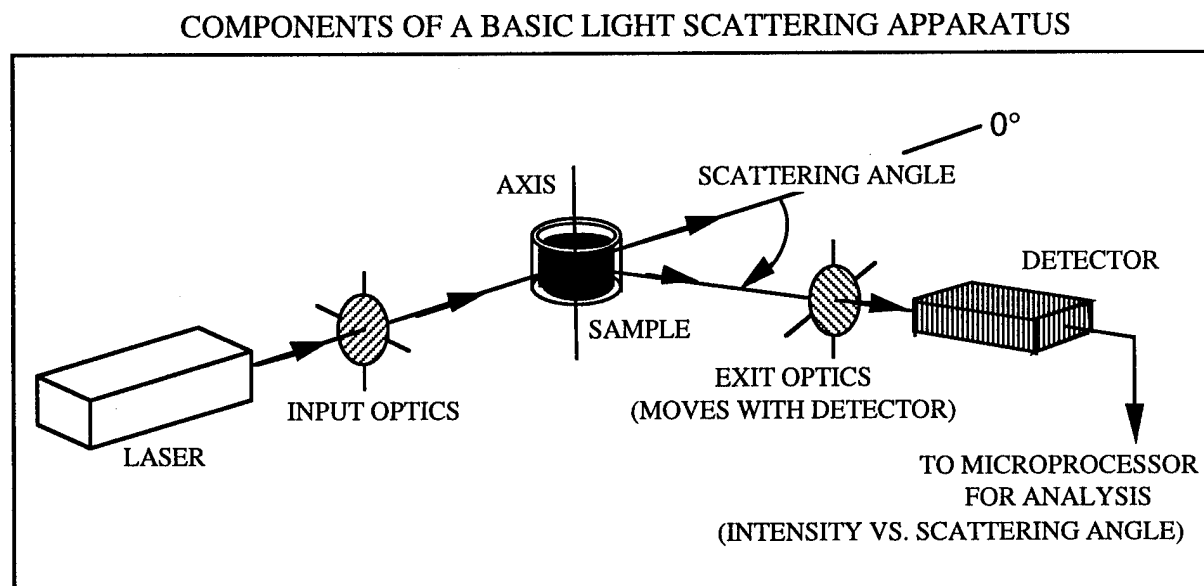 COMPONENTS OF A BASIC LIGHT SCATTERING APPARATUS
0°
SCATTERING ANGLE
AXIS
DETECTOR
SAMPLE
EXIT OPTICS
(MOVES WITH DETECTOR)
INPUT OPTICS
LASER
TO MICROPROCESSOR
FOR ANALYSIS
(INTENSITY VS. SCATTERING ANGLE)